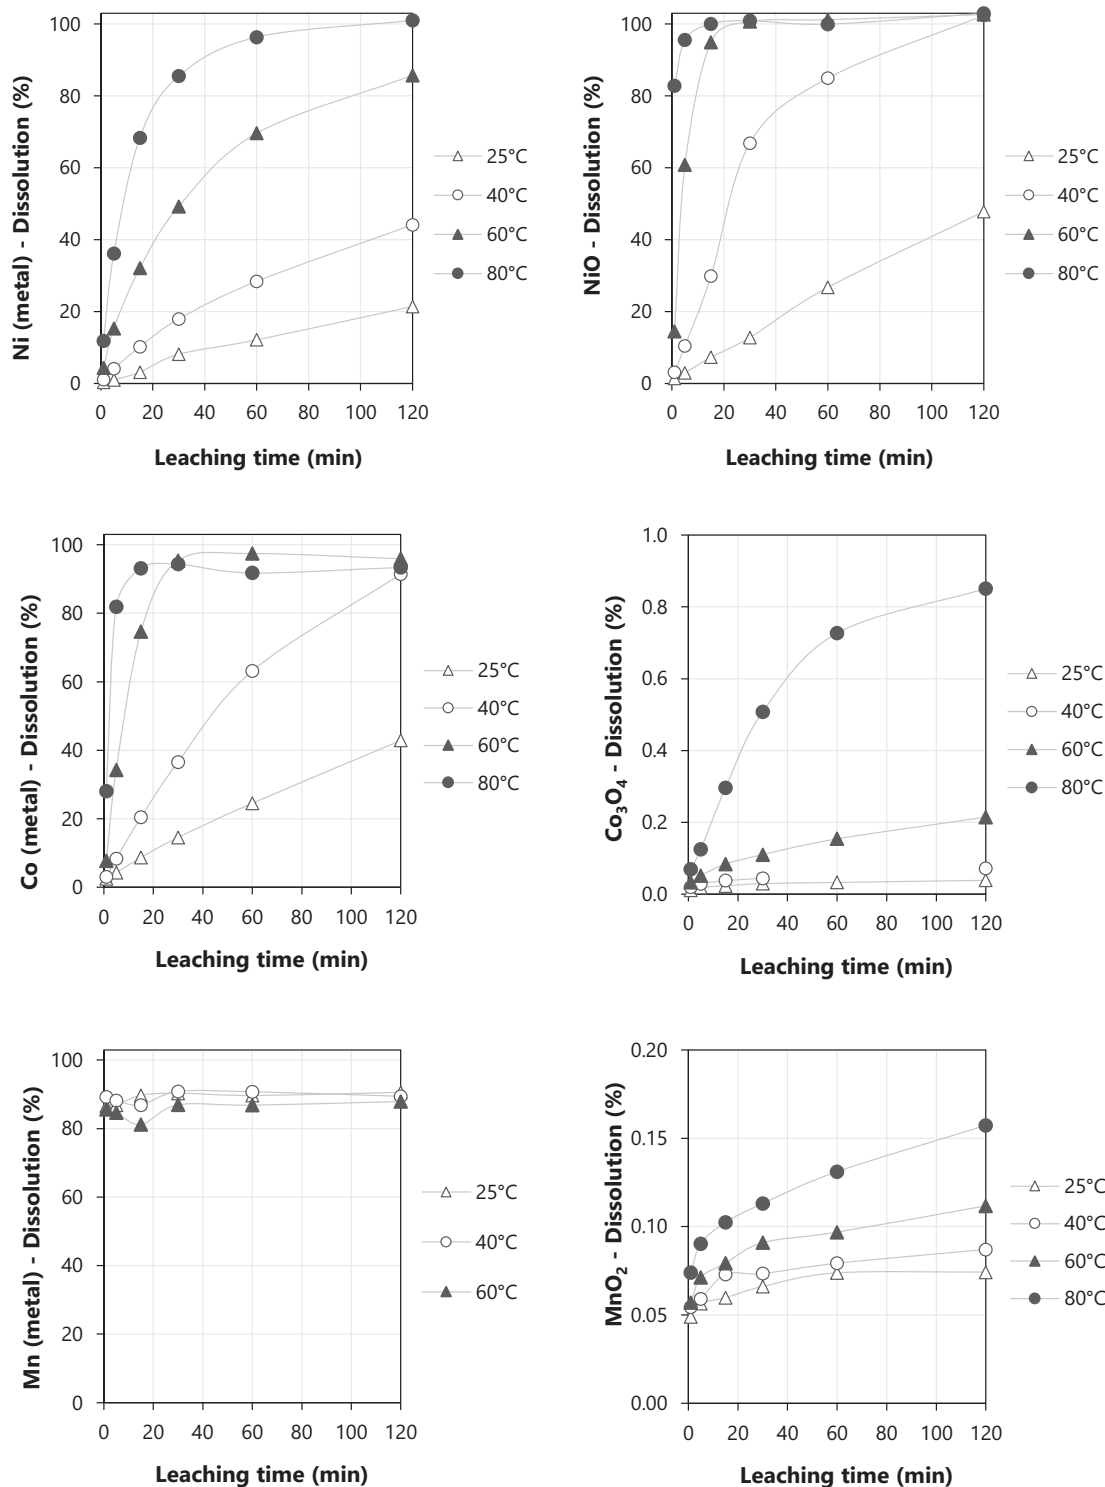 Ni (metal) - Dissolution (%)
100
80
60
40
20
0
0 20 40 60 80 100 120
Leaching time (min)
25°C
40°C
60°C
80°C
NiO - Dissolution (%)
100
80
60
40
20
0
0 20 40 60 80 100 120
Leaching time (min)
25°C
40°C
60°C
80°C
Co (metal) - Dissolution (%)
100
80
60
40
20
0
0 20 40 60 80 100 120
Leaching time (min)
25°C
40°C
60°C
80°C
Co₃O₄ - Dissolution (%)
1.0
0.8
0.6
0.4
0.2
0.0
0 20 40 60 80 100 120
Leaching time (min)
25°C
40°C
60°C
80°C
Mn (metal) - Dissolution (%)
100
80
60
40
20
0
0 20 40 60 80 100 120
Leaching time (min)
25°C
40°C
60°C
MnO₂ - Dissolution (%)
0.20
0.15
0.10
0.05
0.00
0 20 40 60 80 100 120
Leaching time (min)
25°C
40°C
60°C
80°C